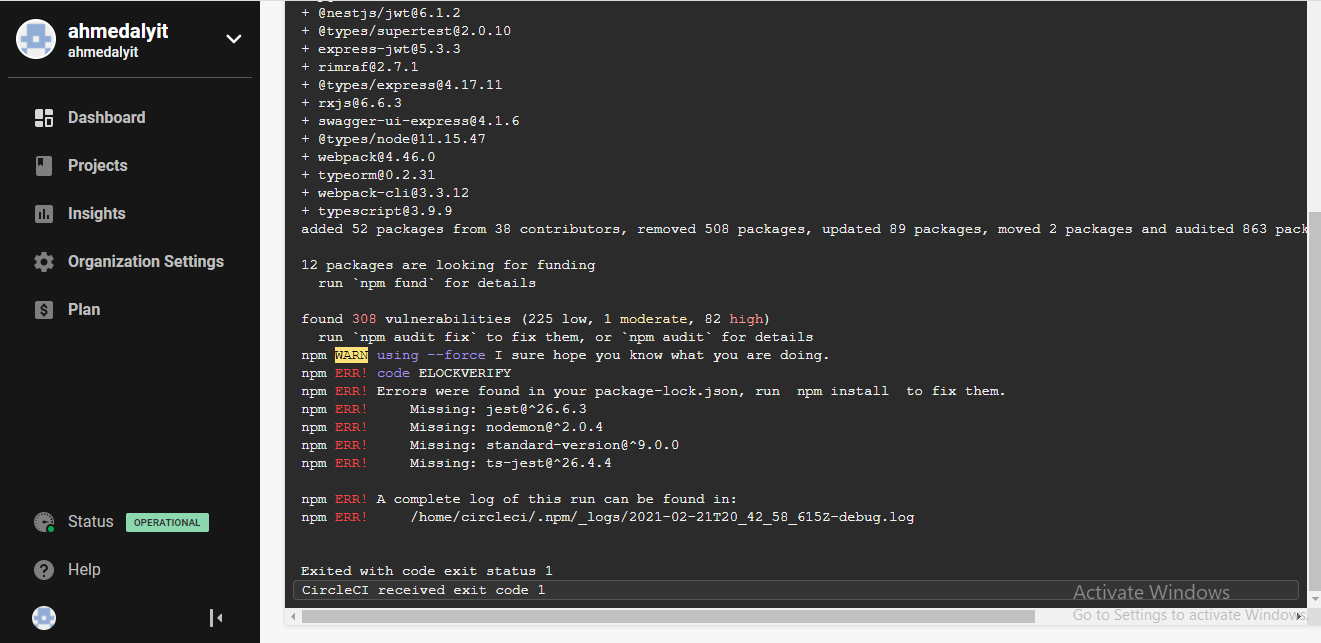 ahmedalyit
ahmedalyit
Dashboard
Projects
Insights
Organization Settings
Plan
Status OPERATIONAL
Help
+ @nestjs/jwt@6.1.2
+ @types/supertest@2.0.10
+ express-jwt@5.3.3
+ rimraf@2.7.1
+ @types/express@4.17.11
+ rxjs@6.6.3
+ swagger-ui-express@4.1.6
+ @types/node@11.15.47
+ webpack@4.46.0
+ typeorm@0.2.31
+ webpack-cli@3.3.12
+ typescript@3.9.9
added 52 packages from 38 contributors, removed 508 packages, updated 89 packages, moved 2 packages and audited 863 pack
12 packages are looking for funding
run `npm fund` for details
found 308 vulnerabilities (225 low, 1 moderate, 82 high)
run `npm audit fix` to fix them, or `npm audit` for details
npm WARN using --force I sure hope you know what you are doing.
npm ERR! code ELOCKVERIFY
npm ERR! Errors were found in your package-lock.json, run  npm install  to fix them.
npm ERR!     Missing: jest@^26.6.3
npm ERR!     Missing: nodemon@^2.0.4
npm ERR!     Missing: standard-version@^9.0.0
npm ERR!     Missing: ts-jest@^26.4.4
npm ERR! A complete log of this run can be found in:
npm ERR!     /home/circleci/.npm/_logs/2021-02-21T20_42_58_615Z-debug.log
Exited with code exit status 1
CircleCI received exit code 1
Activate Windows
Go to Settings to activate Windows.